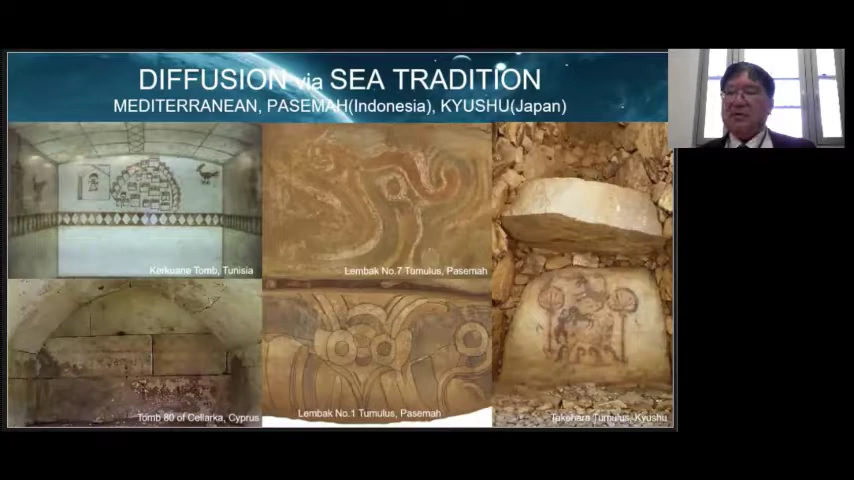 DIFFUSION via SEA TRADITION
MEDITERRANEAN, PASEMAH(Indonesia), KYUSHU(Japan)
Kerkuane Tomb, Tunisia
Lembak No.7 Tumulus, Pasemah
Tomb 80 of Cellarka, Cyprus
Lembak No.1 Tumulus, Pasemah
Takehara Tumulus, Kyushu